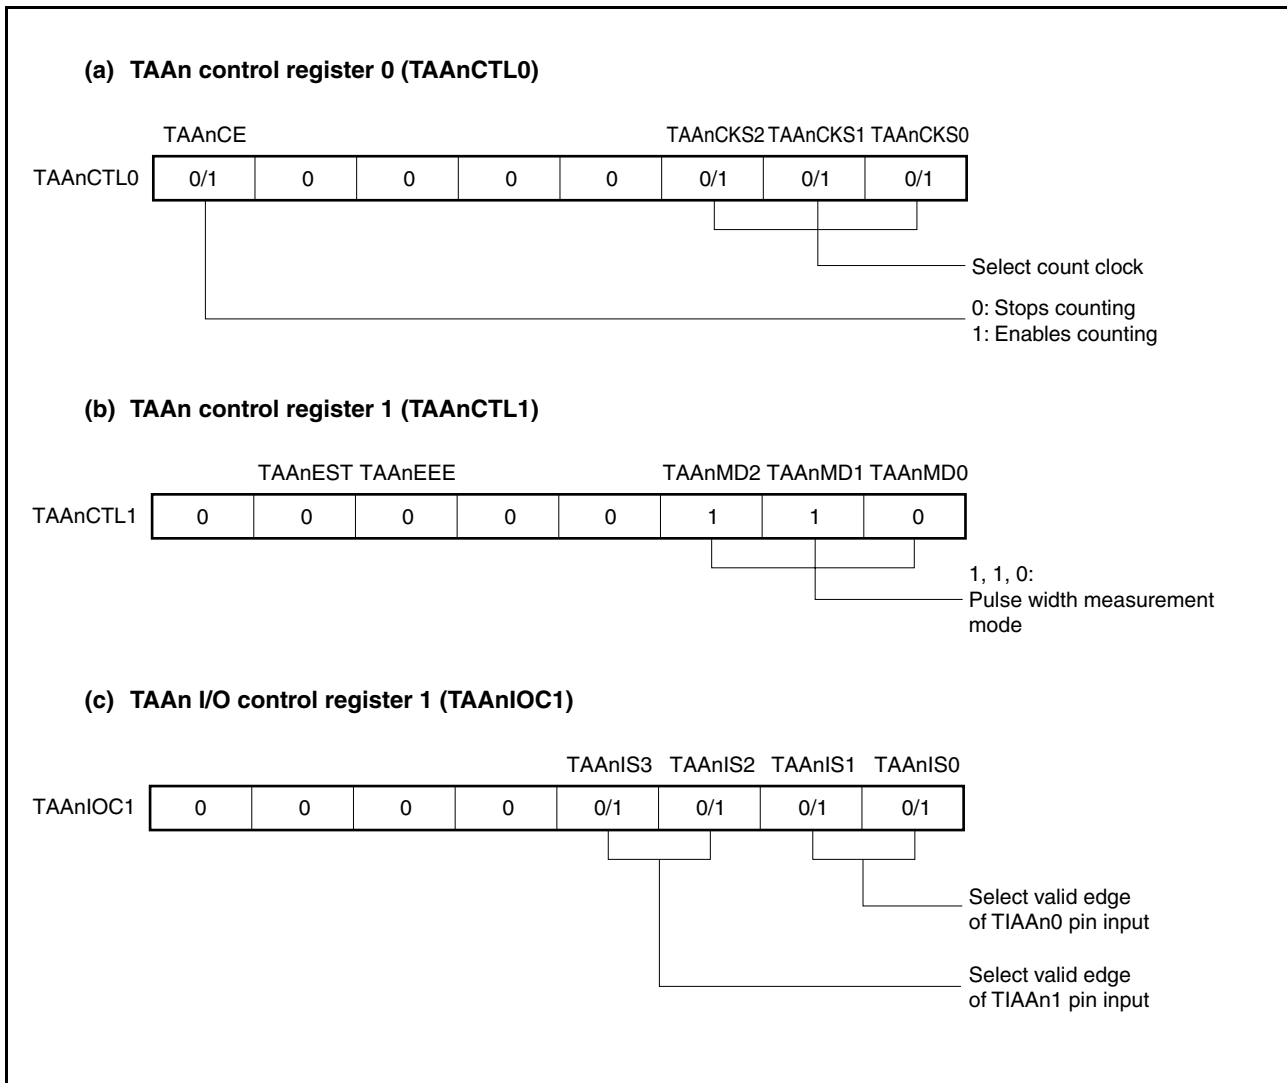 (a) TAAn control register 0 (TAAnCTL0)
TAAnCE TAAnCKS2 TAAnCKS1 TAAnCKS0
TAAnCTL0 0/1 0 0 0 0 0/1 0/1 0/1
Select count clock
0: Stops counting
1: Enables counting
(b) TAAn control register 1 (TAAnCTL1)
TAAnEST TAAnEEE TAAnMD2 TAAnMD1 TAAnMD0
TAAnCTL1 0 0 0 0 0 1 1 0
1, 1, 0:
Pulse width measurement
mode
(c) TAAn I/O control register 1 (TAAnIOC1)
TAAnIS3 TAAnIS2 TAAnIS1 TAAnIS0
TAAnIOC1 0 0 0 0 0/1 0/1 0/1 0/1
Select valid edge
of TIAAn0 pin input
Select valid edge
of TIAAn1 pin input